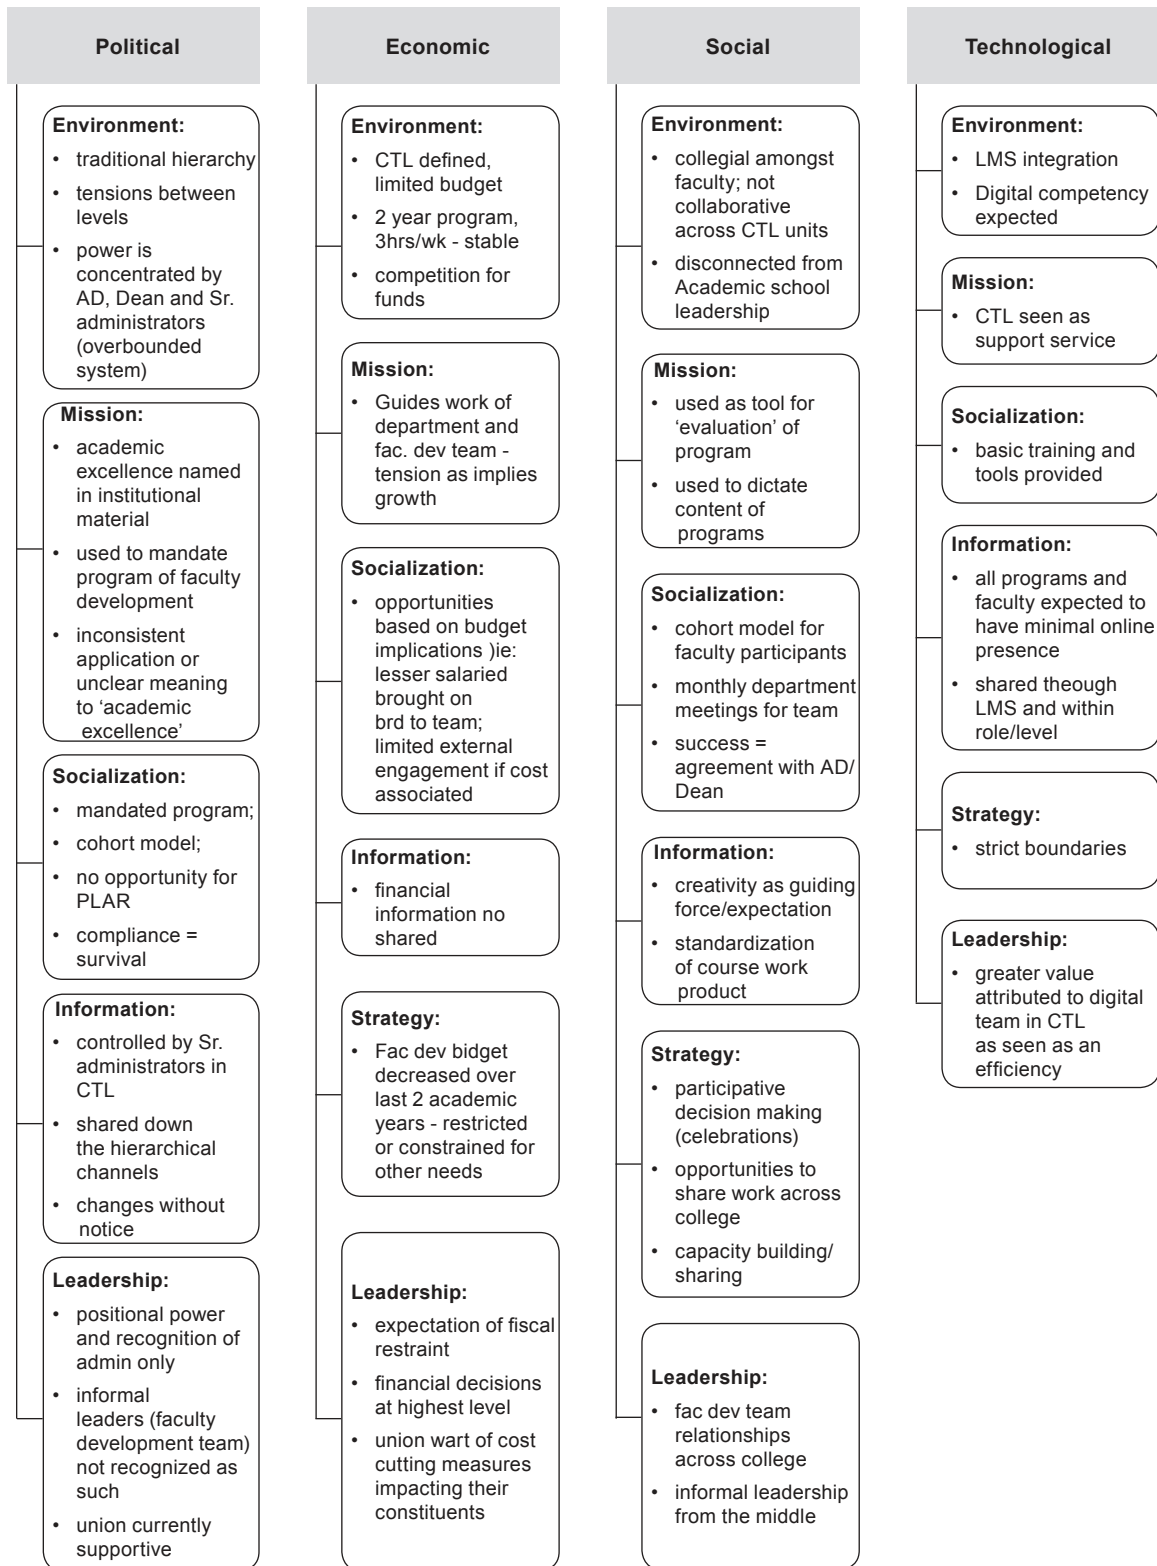 Political
Environment:
• traditional hierarchy
• tensions between
levels
• power is
concentrated by
AD, Dean and Sr.
administrators
(overbounded
system)
Mission:
• academic
excellence named
in institutional
material
• used to mandate
program of faculty
development
• inconsistent
application or
unclear meaning
to ‘academic
excellence’
Socialization:
• mandated program;
• cohort model;
• no opportunity for
PLAR
• compliance =
survival
Information:
• controlled by Sr.
administrators in
CTL
• shared down
the hierarchical
channels
• changes without
notice
Leadership:
• positional power
and recognition of
admin only
• informal
leaders (faculty
development team)
not recognized as
such
• union currently
supportive
Economic
Environment:
• CTL defined,
limited budget
• 2 year program,
3hrs/wk - stable
• competition for
funds
Mission:
• Guides work of
department and
fac. dev team -
tension as implies
growth
Socialization:
• opportunities
based on budget
implications )ie:
lesser salaried
brought on
brd to team;
limited external
engagement if cost
associated
Information:
• financial
information no
shared
Strategy:
• Fac dev bidget
decreased over
last 2 academic
years - restricted
or constrained for
other needs
Leadership:
• expectation of fiscal
restraint
• financial decisions
at highest level
• union wart of cost
cutting measures
impacting their
constituents
Social
Environment:
• collegial amongst
faculty; not
collaborative
across CTL units
• disconnected from
Academic school
leadership
Mission:
• used as tool for
‘evaluation’ of
program
• used to dictate
content of
programs
Socialization:
• cohort model for
faculty participants
• monthly department
meetings for team
• success =
agreement with AD/
Dean
Information:
• creativity as guiding
force/expectation
• standardization
of course work
product
Strategy:
• participative
decision making
(celebrations)
• opportunities to
share work across
college
• capacity building/
sharing
Leadership:
• fac dev team
relationships
across college
• informal leadership
from the middle
Technological
Environment:
• LMS integration
• Digital competency
expected
Mission:
• CTL seen as
support service
Socialization:
• basic training and
tools provided
Information:
• all programs and
faculty expected to
have minimal online
presence
• shared theough
LMS and within
role/level
Strategy:
• strict boundaries
Leadership:
• greater value
attributed to digital
team in CTL
as seen as an
efficiency